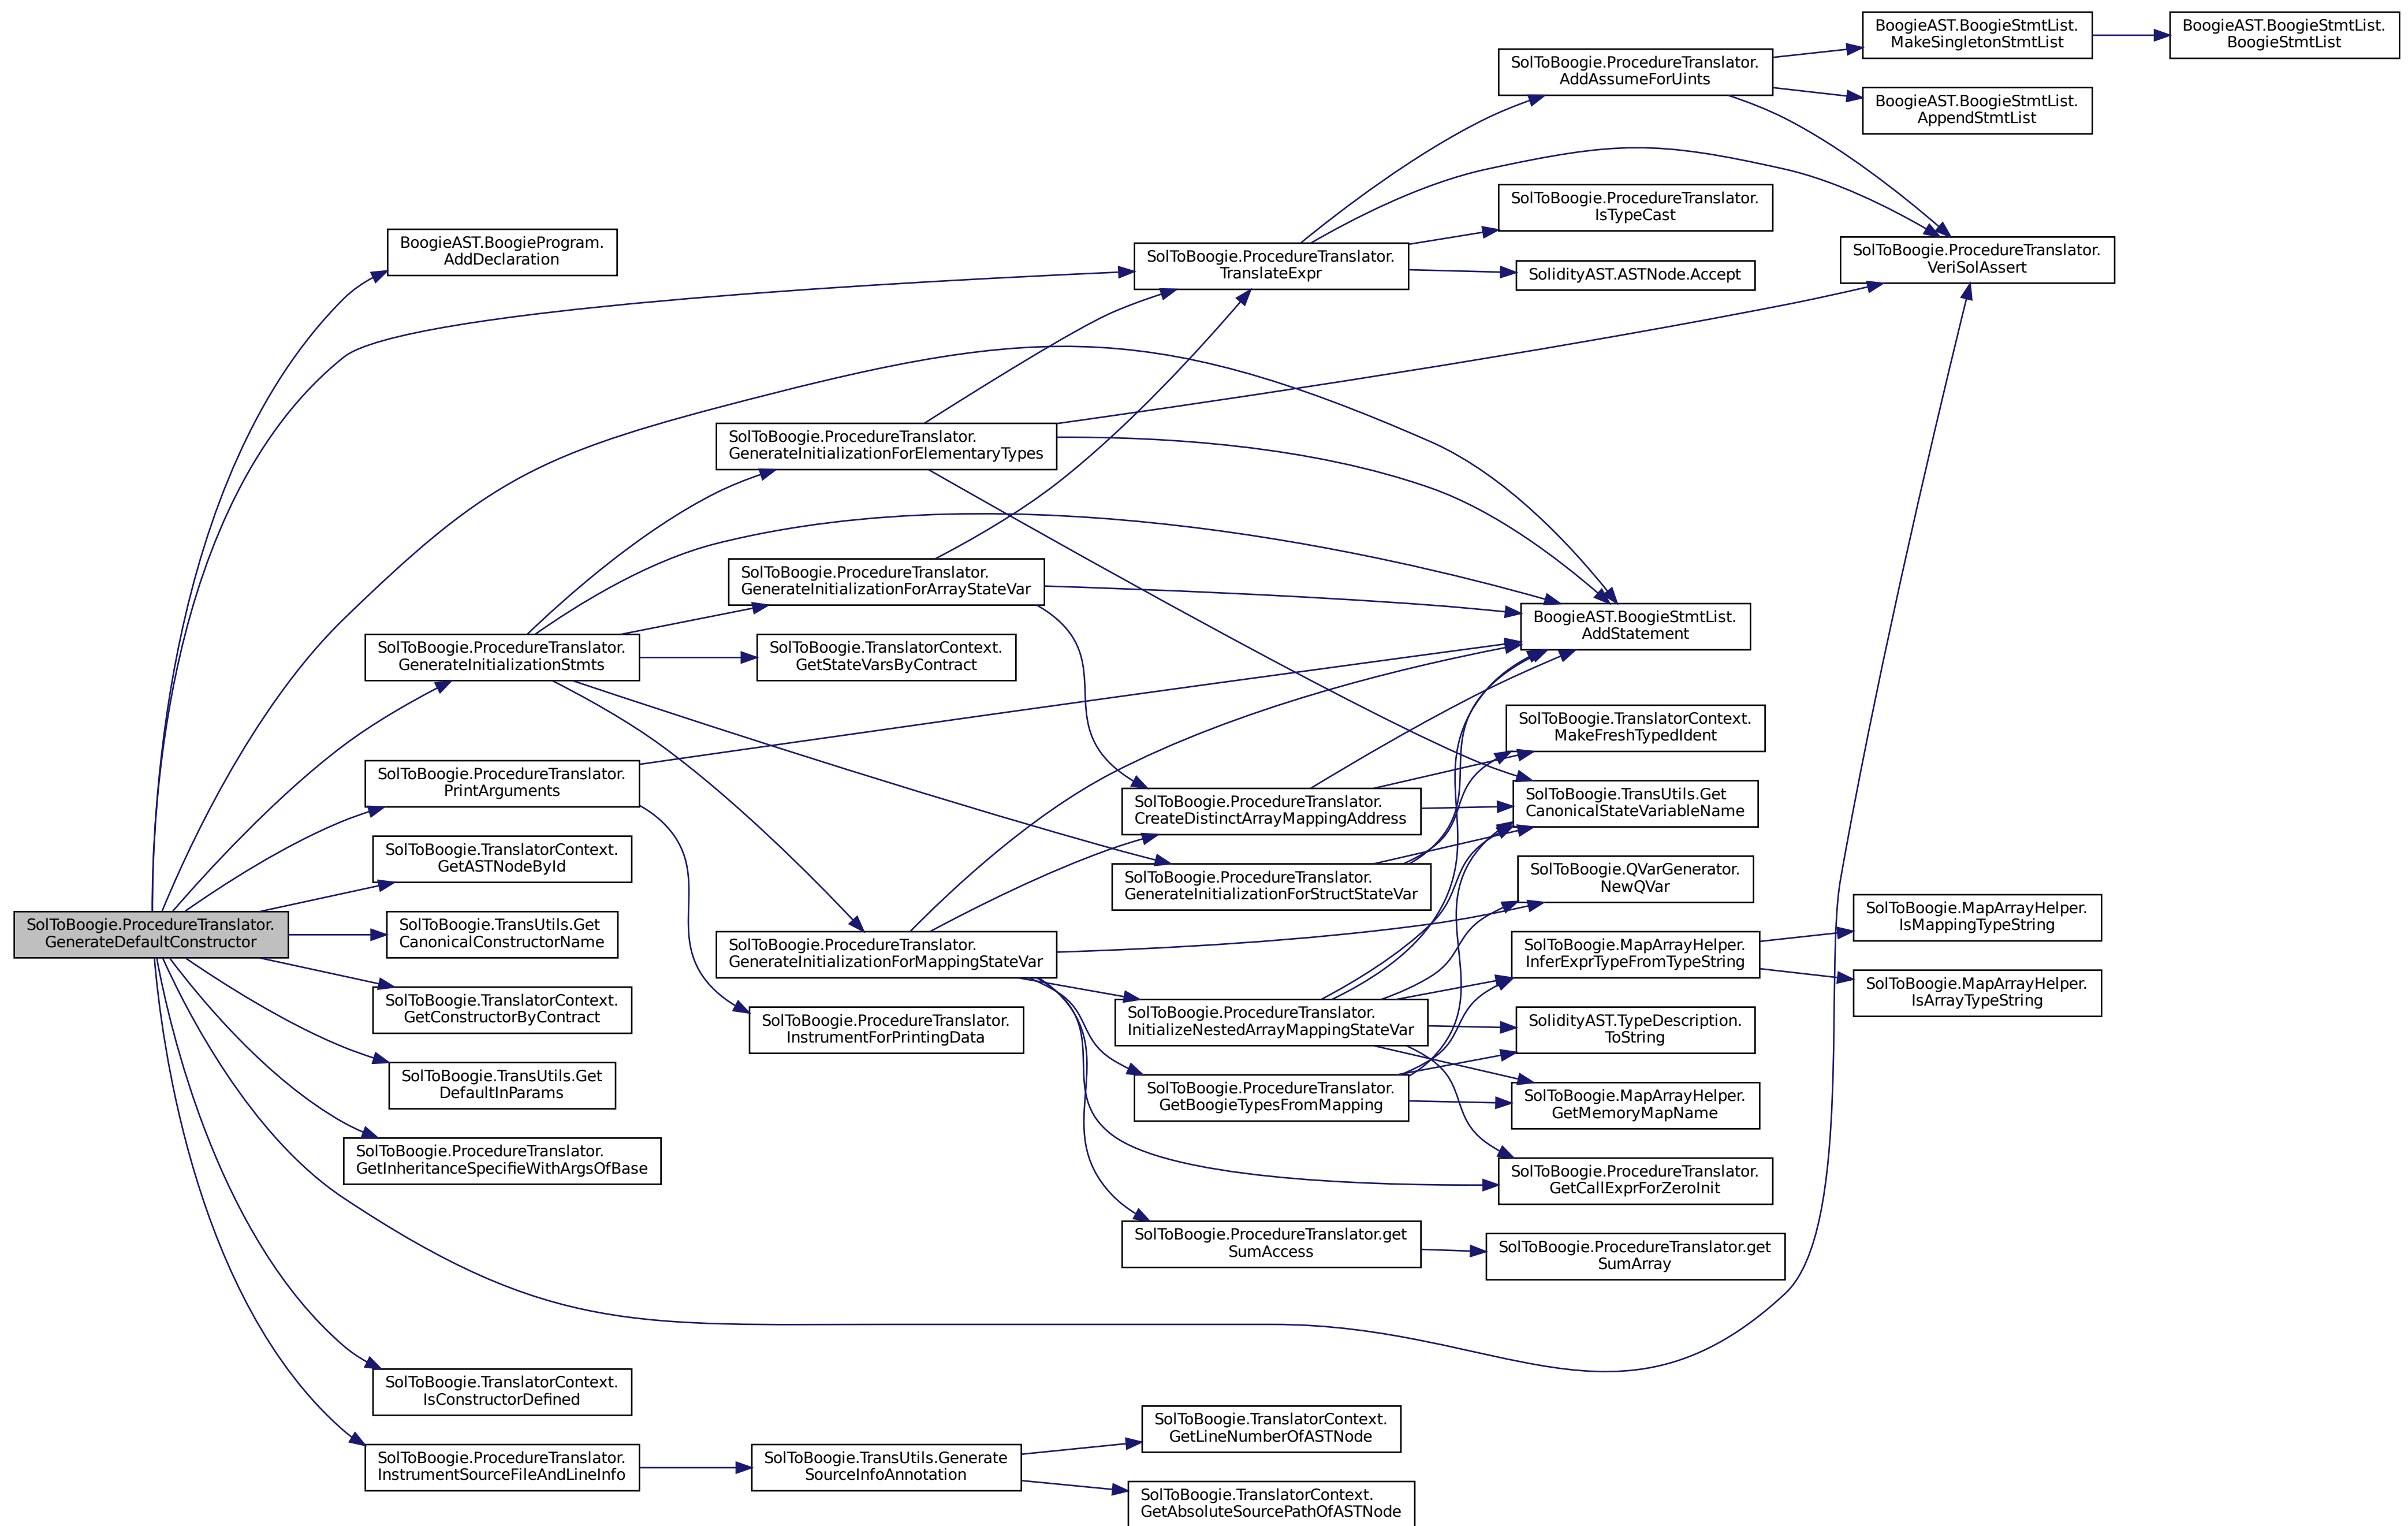 BoogieAST.BoogieStmtList.
MakeSingletonStmtList
BoogieAST.BoogieStmtList.
BoogieStmtList
SolToBoogie.ProcedureTranslator.
AddAssumeForUints
BoogieAST.BoogieStmtList.
AppendStmtList
SolToBoogie.ProcedureTranslator.
IsTypeCast
BoogieAST.BoogieProgram.
AddDeclaration
SolToBoogie.ProcedureTranslator.
TranslateExpr
SolidityAST.ASTNode.Accept
SolToBoogie.ProcedureTranslator.
VeriSolAssert
SolToBoogie.ProcedureTranslator.
GenerateInitializationForElementaryTypes
SolToBoogie.ProcedureTranslator.
GenerateInitializationForArrayStateVar
BoogieAST.BoogieStmtList.
AddStatement
SolToBoogie.ProcedureTranslator.
GenerateInitializationStmts
SolToBoogie.TranslatorContext.
GetStateVarsByContract
SolToBoogie.TranslatorContext.
MakeFreshTypedIdent
SolToBoogie.ProcedureTranslator.
PrintArguments
SolToBoogie.ProcedureTranslator.
CreateDistinctArrayMappingAddress
SolToBoogie.TransUtils.Get
CanonicalStateVariableName
SolToBoogie.TranslatorContext.
GetASTNodeById
SolToBoogie.ProcedureTranslator.
GenerateInitializationForStructStateVar
SolToBoogie.QVarGenerator.
NewQVar
SolToBoogie.ProcedureTranslator.
GenerateDefaultConstructor
SolToBoogie.TransUtils.Get
CanonicalConstructorName
SolToBoogie.ProcedureTranslator.
GenerateInitializationForMappingStateVar
SolToBoogie.MapArrayHelper.
InferExprTypeFromTypeString
SolToBoogie.MapArrayHelper.
IsMappingTypeString
SolToBoogie.MapArrayHelper.
IsArrayTypeString
SolToBoogie.TranslatorContext.
GetConstructorByContract
SolToBoogie.ProcedureTranslator.
InstrumentForPrintingData
SolToBoogie.ProcedureTranslator.
InitializeNestedArrayMappingStateVar
SolidityAST.TypeDescription.
ToString
SolToBoogie.TransUtils.Get
DefaultInParams
SolToBoogie.ProcedureTranslator.
GetBoogieTypesFromMapping
SolToBoogie.MapArrayHelper.
GetMemoryMapName
SolToBoogie.ProcedureTranslator.
GetInheritanceSpecifieWithArgsOfBase
SolToBoogie.ProcedureTranslator.
GetCallExprForZeroInit
SolToBoogie.ProcedureTranslator.get
SumAccess
SolToBoogie.ProcedureTranslator.get
SumArray
SolToBoogie.TranslatorContext.
IsConstructorDefined
SolToBoogie.ProcedureTranslator.
InstrumentSourceFileAndLineInfo
SolToBoogie.TransUtils.Generate
SourceInfoAnnotation
SolToBoogie.TranslatorContext.
GetLineNumberOfASTNode
SolToBoogie.TranslatorContext.
GetAbsoluteSourcePathOfASTNode